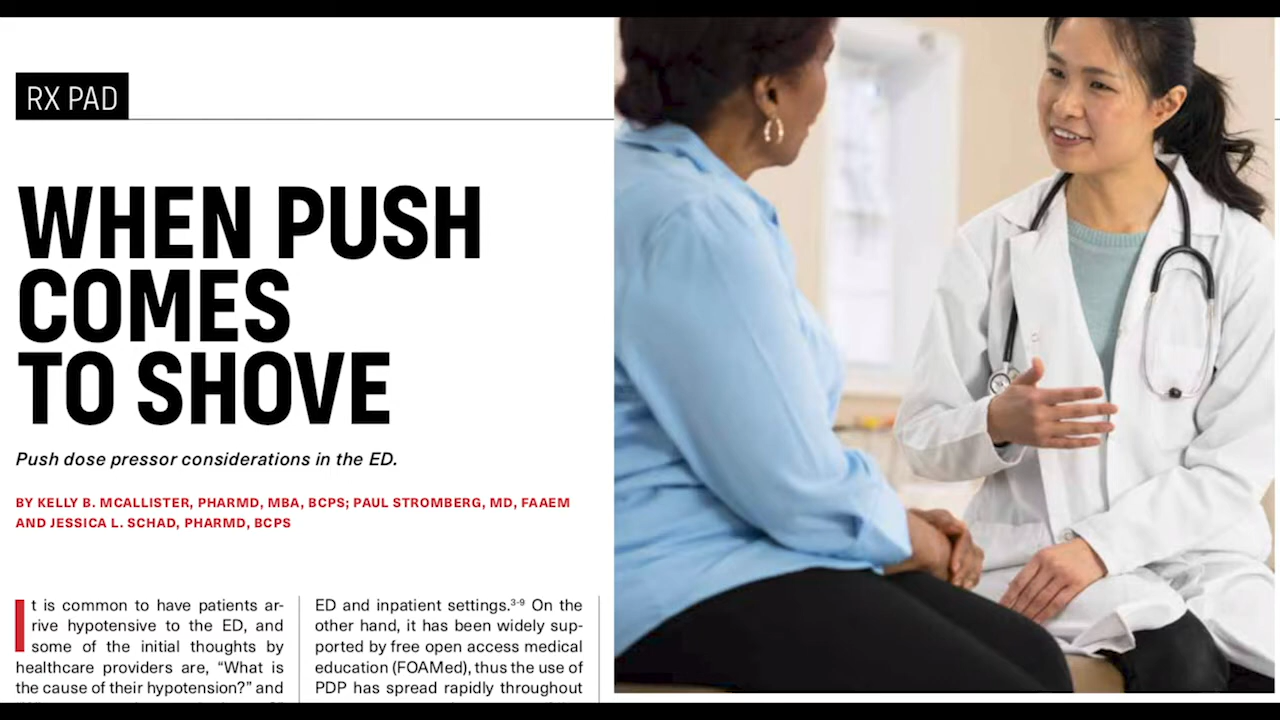 RX PAD
WHEN PUSH
COMES
TO SHOVE
Push dose pressor considerations in the ED.
BY KELLY B. MCALLISTER, PHARMD, MBA, BCPS; PAUL STROMBERG, MD, FAAEM
AND JESSICA L. SCHAD, PHARMD, BCPS
It is common to have patients ar-
rive hypotensive to the ED, and
some of the initial thoughts by
healthcare providers are, “What is
the cause of their hypotension?” and
ED and inpatient settings.³⁻⁹ On the
other hand, it has been widely sup-
ported by free open access medical
education (FOAMed), thus the use of
PDP has spread rapidly throughout